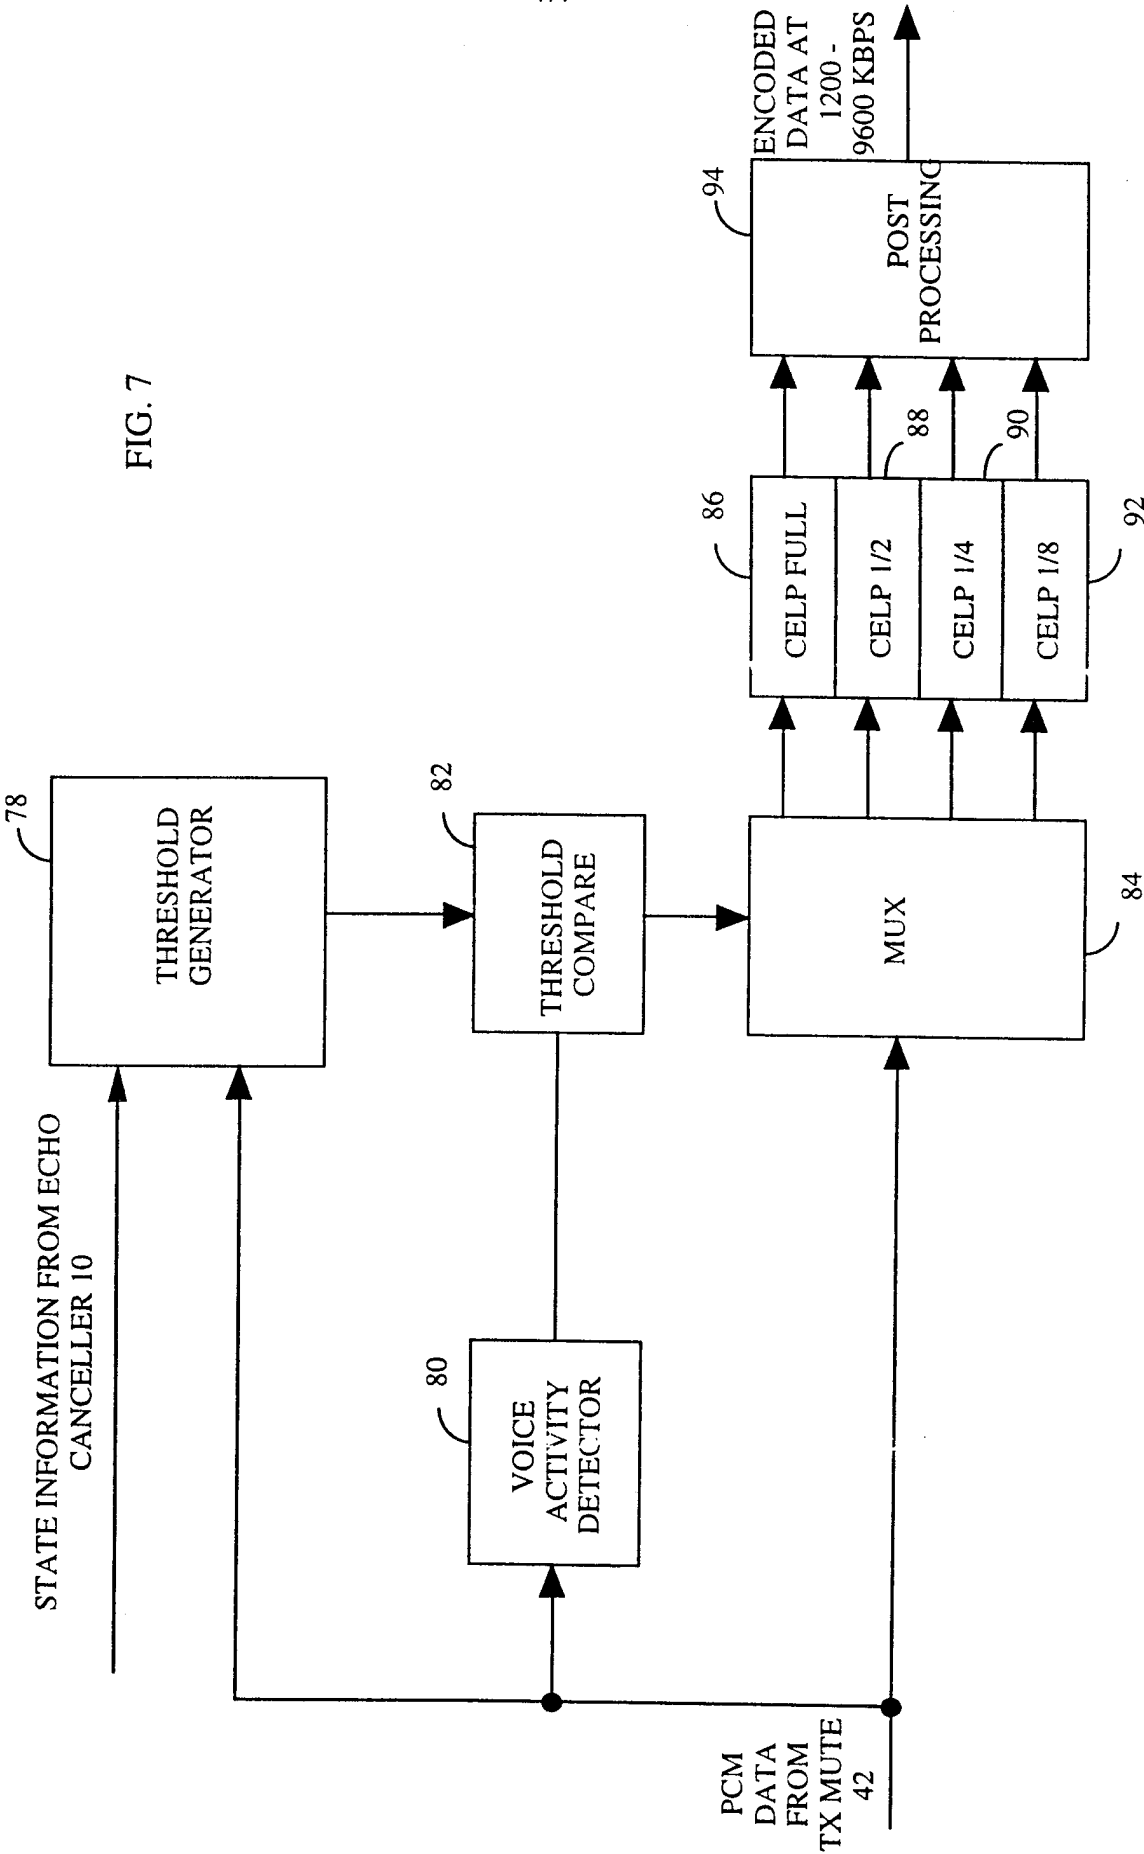 FIG. 7
STATE INFORMATION FROM ECHO
CANCELLER 10
78
THRESHOLD
GENERATOR
80
VOICE
ACTIVITY
DETECTOR
82
THRESHOLD
COMPARE
PCM
DATA
FROM
TX MUTE
42
MUX
84
86
CELP FULL
CELP 1/2
88
CELP 1/4
90
CELP 1/8
92
94
POST
PROCESSING
ENCODED
DATA AT
1200 -
9600 KBPS